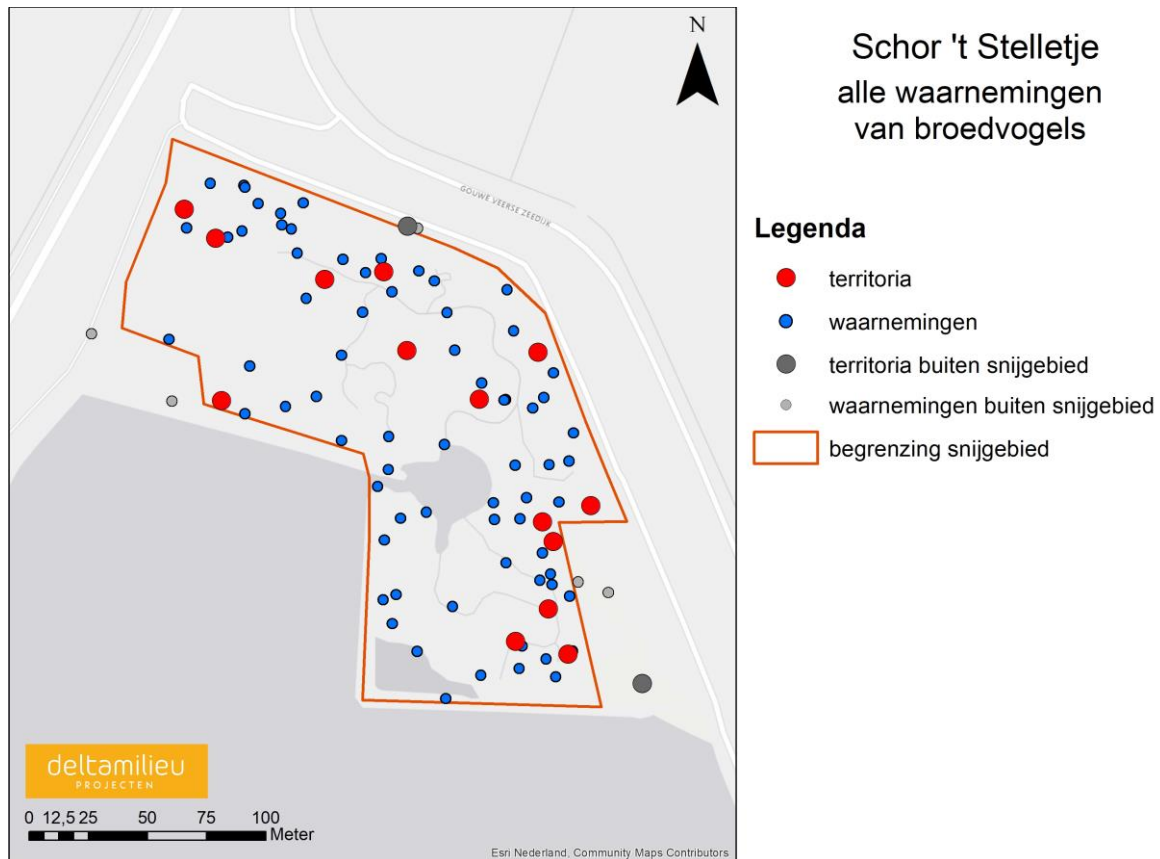 N
GOUWE VEERSE ZEEDIJK
deltamilieu
PROJECTEN
0 12,5 25 50 75 100
Meter
Esri Nederland, Community Maps Contributors
Schor 't Stelletje
alle waarnemingen
van broedvogels
Legenda
territoria
waarnemingen
territoria buiten snijgebied
waarnemingen buiten snijgebied
begrenzing snijgebied